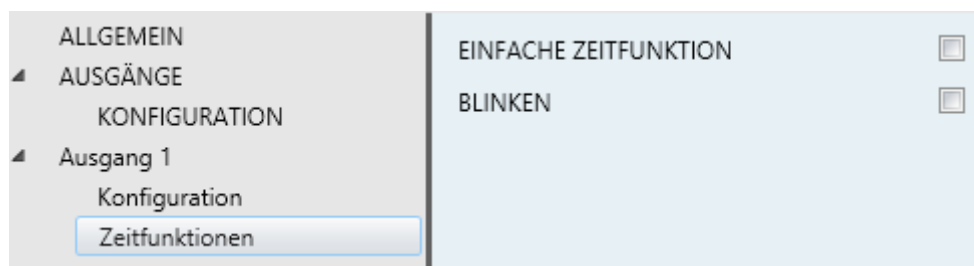 ALLGEMEIN
AUSGÄNGE
KONFIGURATION
Ausgang 1
Konfiguration
Zeitfunktionen
EINFACHE ZEITFUNKTION
BLINKEN